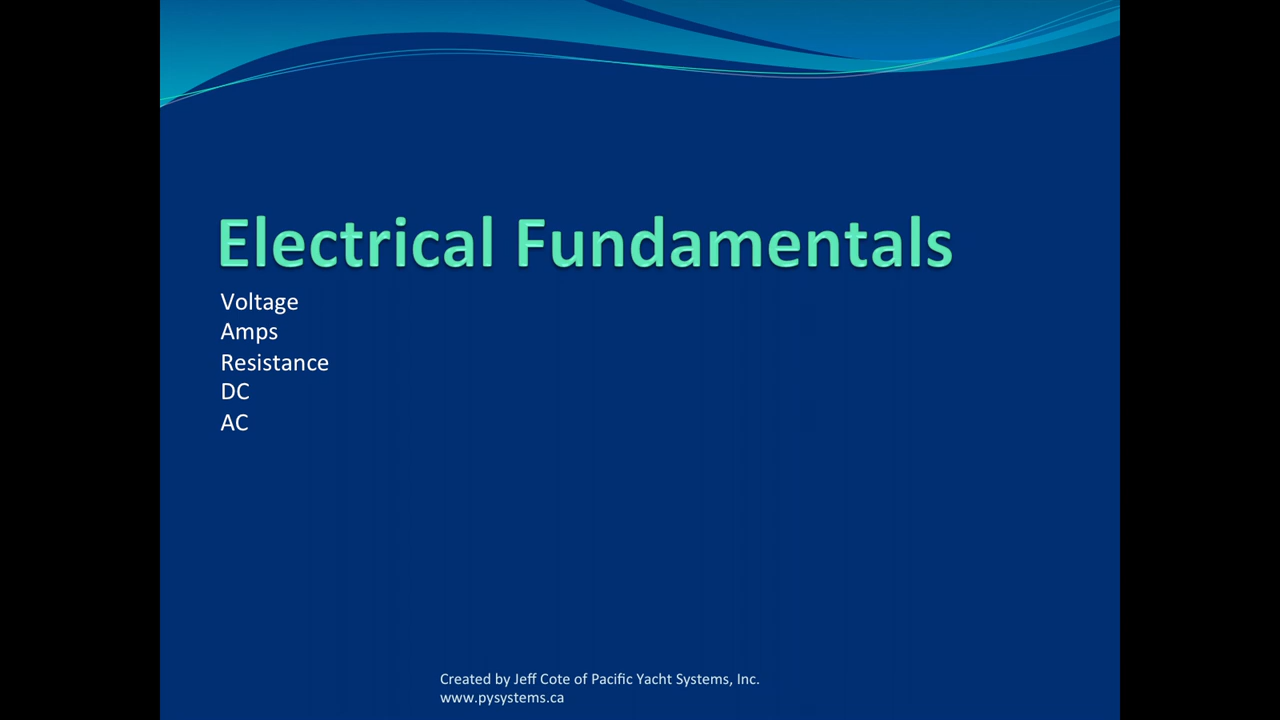 Electrical Fundamentals
Voltage
Amps
Resistance
DC
AC
Created by Jeff Cote of Pacific Yacht Systems, Inc.
www.pysystems.ca